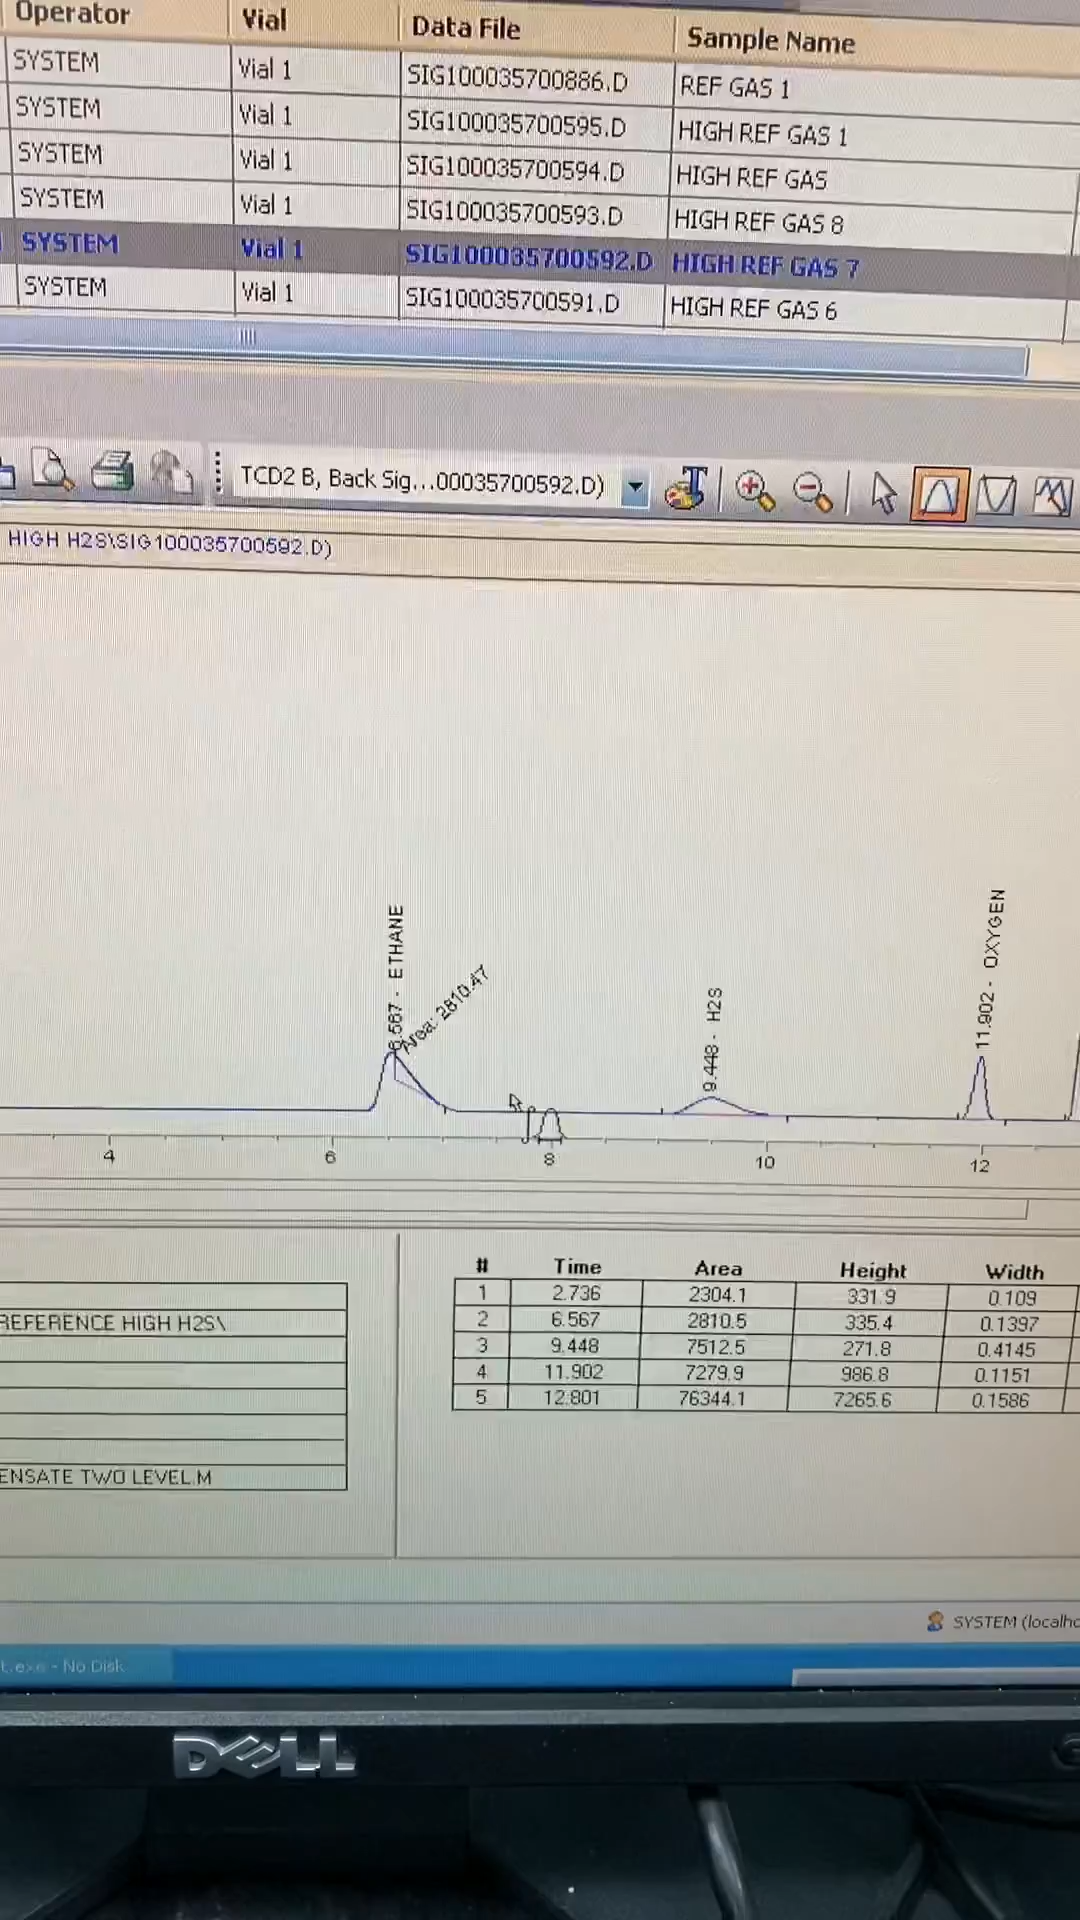 Operator Vial Data File Sample Name
SYSTEM Vial 1 SIG100035700886.D REF GAS 1
SYSTEM Vial 1 SIG100035700595.D HIGH REF GAS 1
SYSTEM Vial 1 SIG100035700594.D HIGH REF GAS
SYSTEM Vial 1 SIG100035700593.D HIGH REF GAS 8
SYSTEM Vial 1 SIG100035700592.D HIGH REF GAS 7
SYSTEM Vial 1 SIG100035700591.D HIGH REF GAS 6
TCD2 B, Back Sig...00035700592.D)
HIGH H2S\SIG100035700592.D)
6.567 - ETHANE
Area: 2810.47
9.448 - H2S
11.902 - OXYGEN
4 6 8 10 12
# Time Area Height Width
1 2.736 2304.1 331.9 0.109
2 6.567 2810.5 335.4 0.1397
3 9.448 7512.5 271.8 0.4145
4 11.902 7279.9 986.8 0.1151
5 12.801 76344.1 7265.6 0.1586
REFERENCE HIGH H2S\
ENSATE TWO LEVEL.M
SYSTEM (localho
t.exe - No Disk
DELL